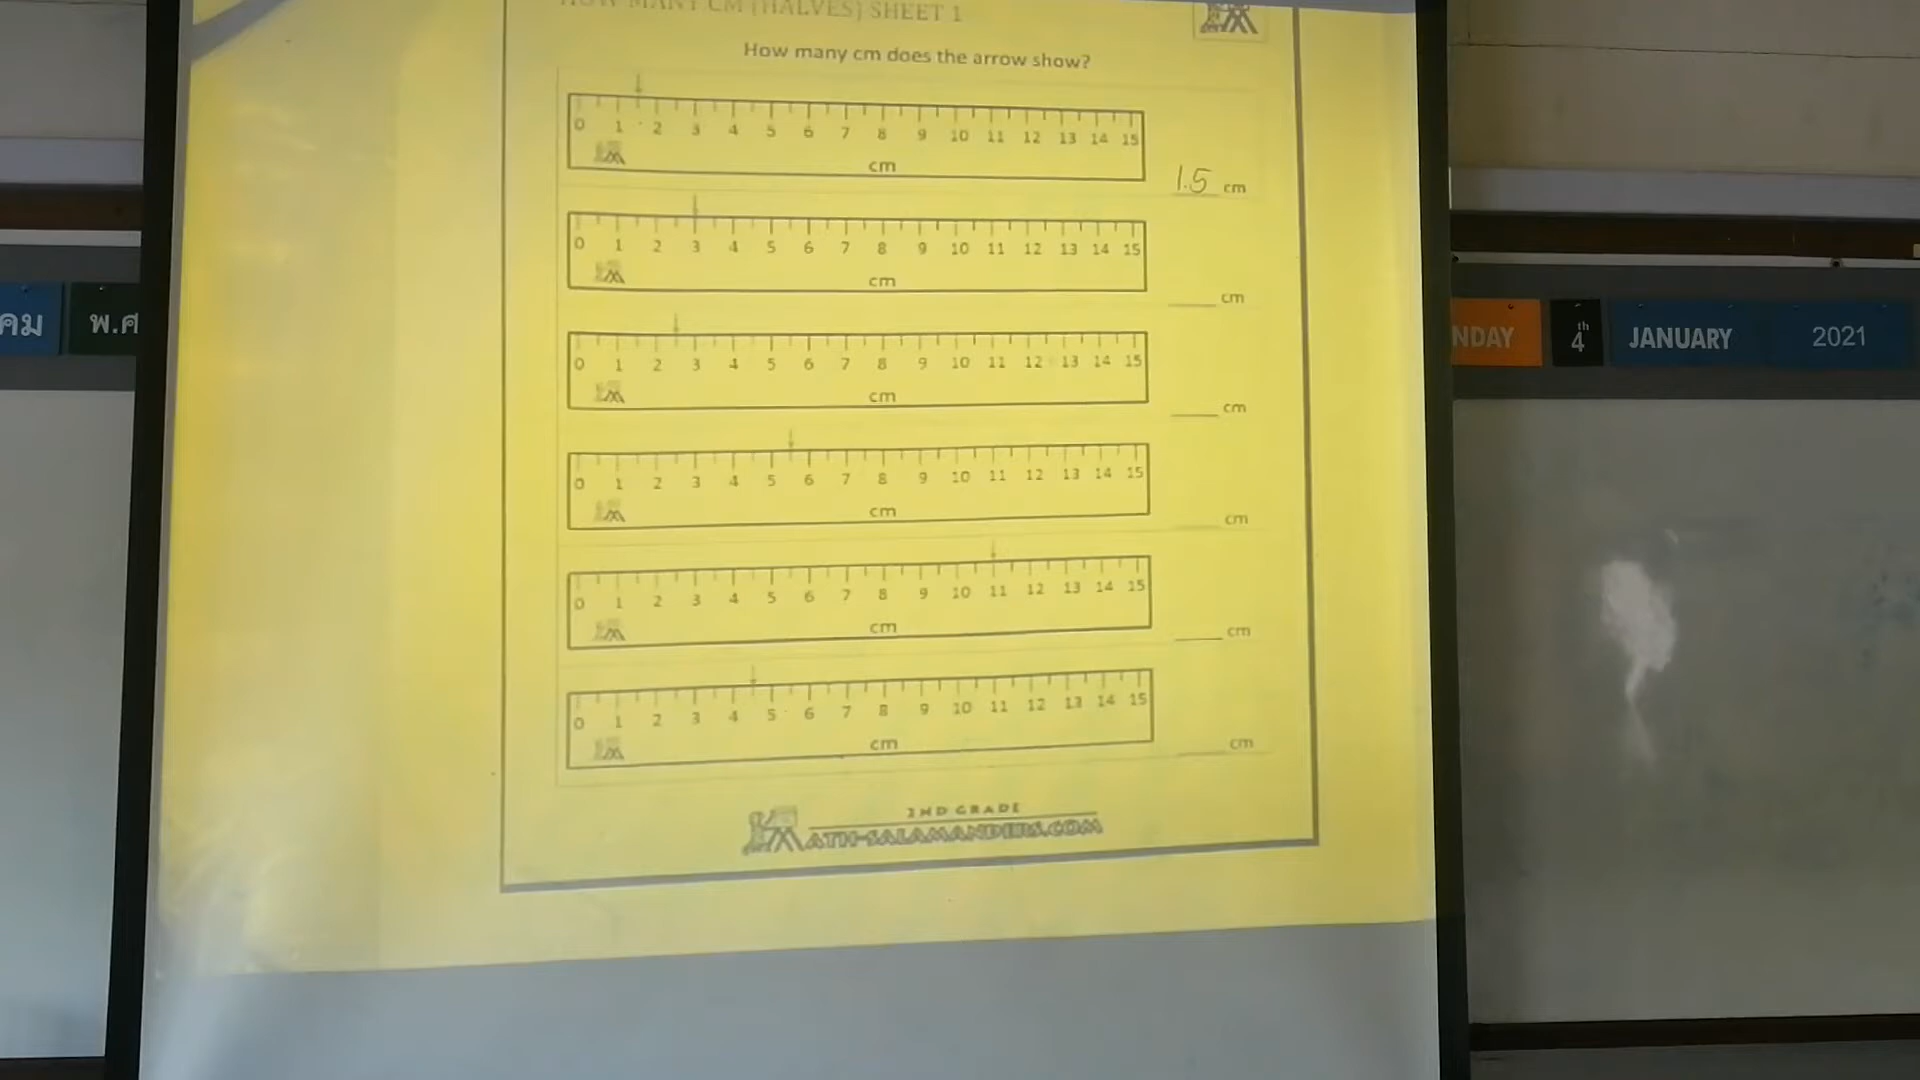 HOW MANY CM (HALVES) SHEET 1
How many cm does the arrow show?
0 1 2 3 4 5 6 7 8 9 10 11 12 13 14 15
cm
1.5 cm
0 1 2 3 4 5 6 7 8 9 10 11 12 13 14 15
cm
cm
0 1 2 3 4 5 6 7 8 9 10 11 12 13 14 15
cm
cm
0 1 2 3 4 5 6 7 8 9 10 11 12 13 14 15
cm
cm
0 1 2 3 4 5 6 7 8 9 10 11 12 13 14 15
cm
cm
0 1 2 3 4 5 6 7 8 9 10 11 12 13 14 15
cm
cm
2ND GRADE
MATH-SALAMANDERS.COM
คม พ.ศ
NDAY 4th JANUARY 2021